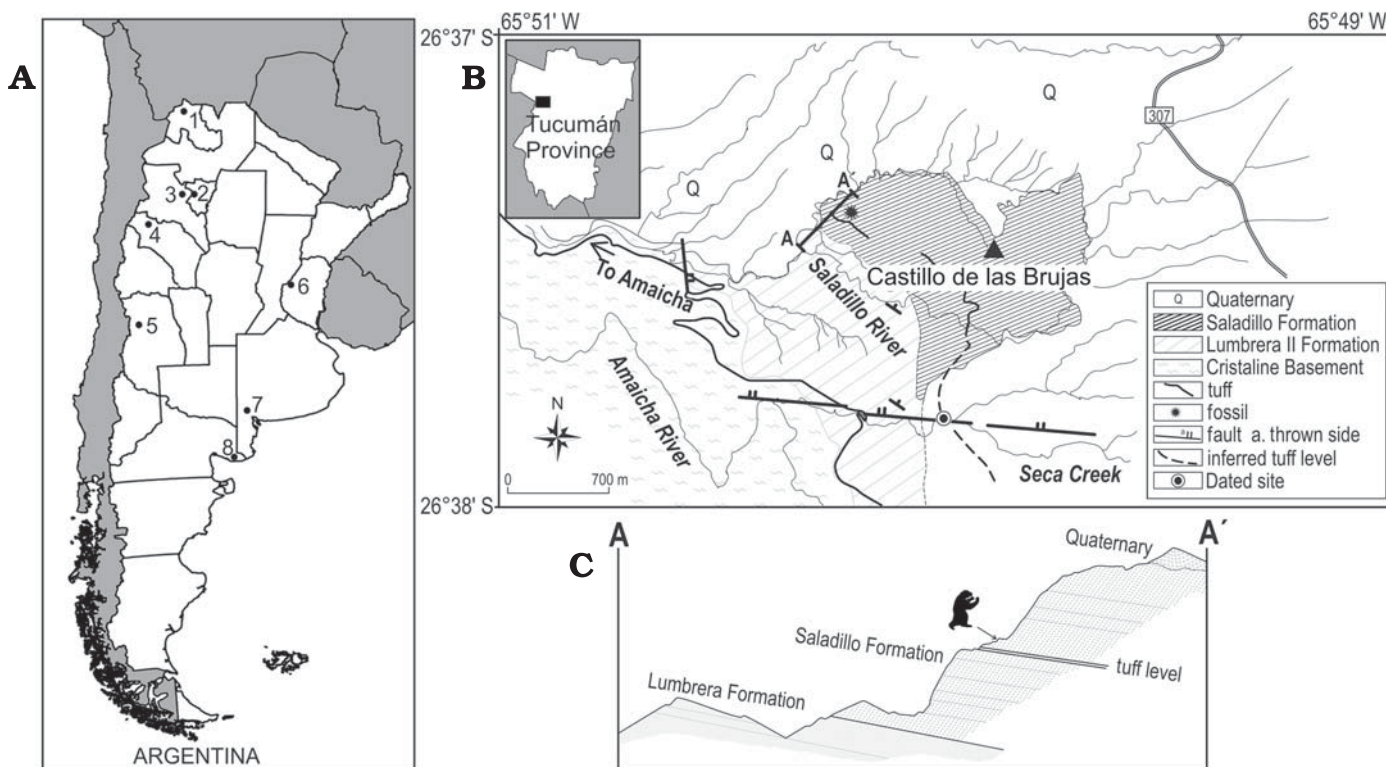 A
1
2
3
4
5
6
7
8
ARGENTINA
B
65°51' W
65°49' W
26°37' S
26°38' S
Tucumán
Province
Q
Q
Q
307
A´
A
Castillo de las Brujas
Saladillo River
To Amaicha
Amaicha River
Seca Creek
N
0
700 m
Q Quaternary
Saladillo Formation
Lumbrera II Formation
Cristaline Basement
tuff
fossil
a fault a. thrown side
inferred tuff level
Dated site
C
A
A´
Quaternary
Saladillo Formation
tuff level
Lumbrera Formation